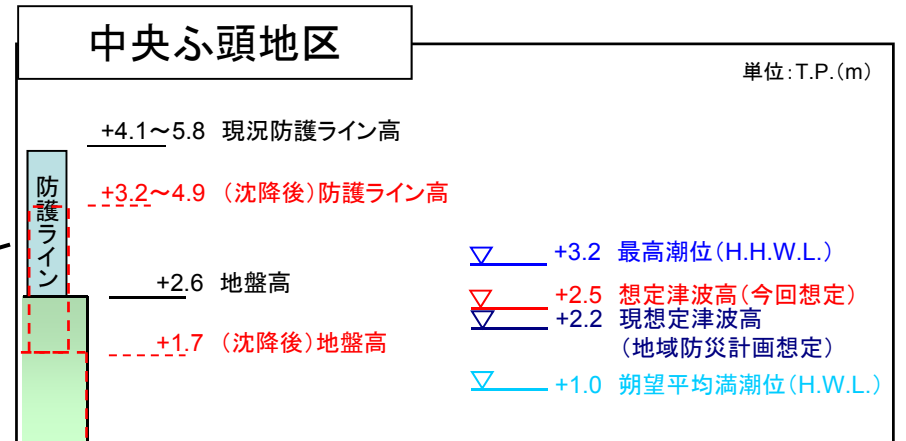 中央ふ頭地区
単位:T.P.(m)
+4.1～5.8 現況防護ライン高
防護ライン
+3.2～4.9 (沈降後)防護ライン高
+3.2 最高潮位(H.H.W.L.)
+2.6 地盤高
+2.5 想定津波高(今回想定)
+2.2 現想定津波高
(地域防災計画想定)
+1.7 (沈降後)地盤高
+1.0 朔望平均満潮位(H.W.L.)